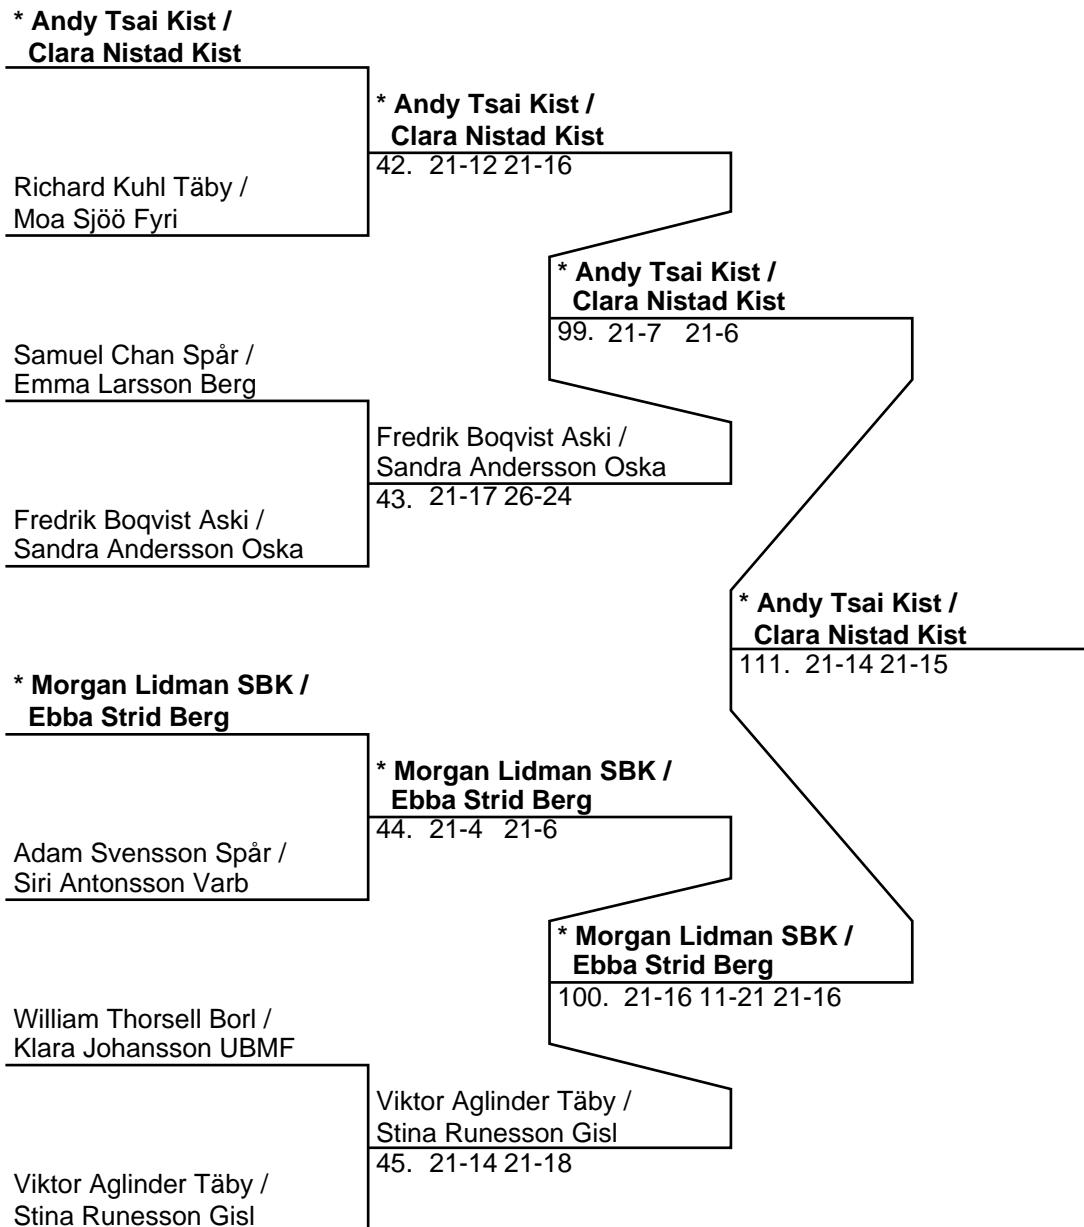 * Andy Tsai Kist /
Clara Nistad Kist
* Andy Tsai Kist /
Clara Nistad Kist
42. 21-12 21-16
Richard Kuhl Täby /
Moa Sjöö Fyri
* Andy Tsai Kist /
Clara Nistad Kist
99. 21-7 21-6
Samuel Chan Spår /
Emma Larsson Berg
Fredrik Boqvist Aski /
Sandra Andersson Oska
43. 21-17 26-24
Fredrik Boqvist Aski /
Sandra Andersson Oska
* Andy Tsai Kist /
Clara Nistad Kist
111. 21-14 21-15
* Morgan Lidman SBK /
Ebba Strid Berg
* Morgan Lidman SBK /
Ebba Strid Berg
44. 21-4 21-6
Adam Svensson Spår /
Siri Antonsson Varb
* Morgan Lidman SBK /
Ebba Strid Berg
100. 21-16 11-21 21-16
William Thorsell Borl /
Klara Johansson UBMF
Viktor Aglinder Täby /
Stina Runesson Gisl
45. 21-14 21-18
Viktor Aglinder Täby /
Stina Runesson Gisl